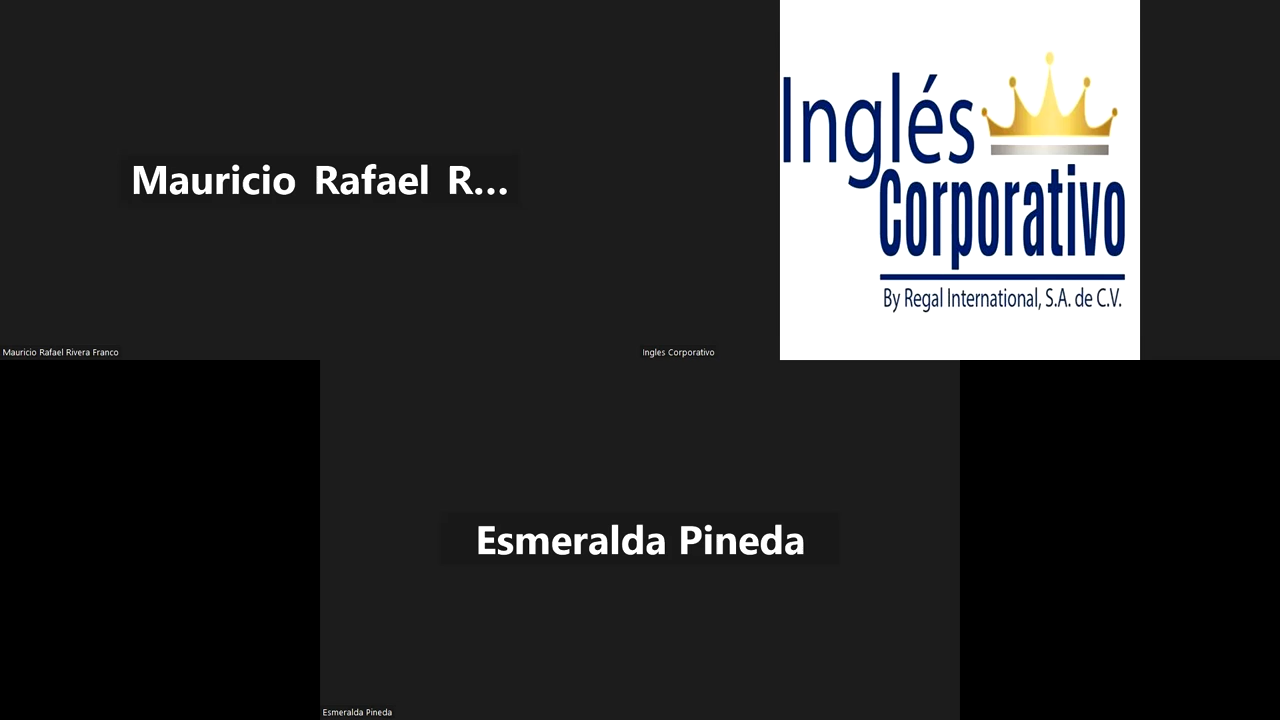 Mauricio Rafael R...
Mauricio Rafael Rivera Franco
Inglés
Corporativo
By Regal International, S.A. de C.V.
Ingles Corporativo
Esmeralda Pineda
Esmeralda Pineda